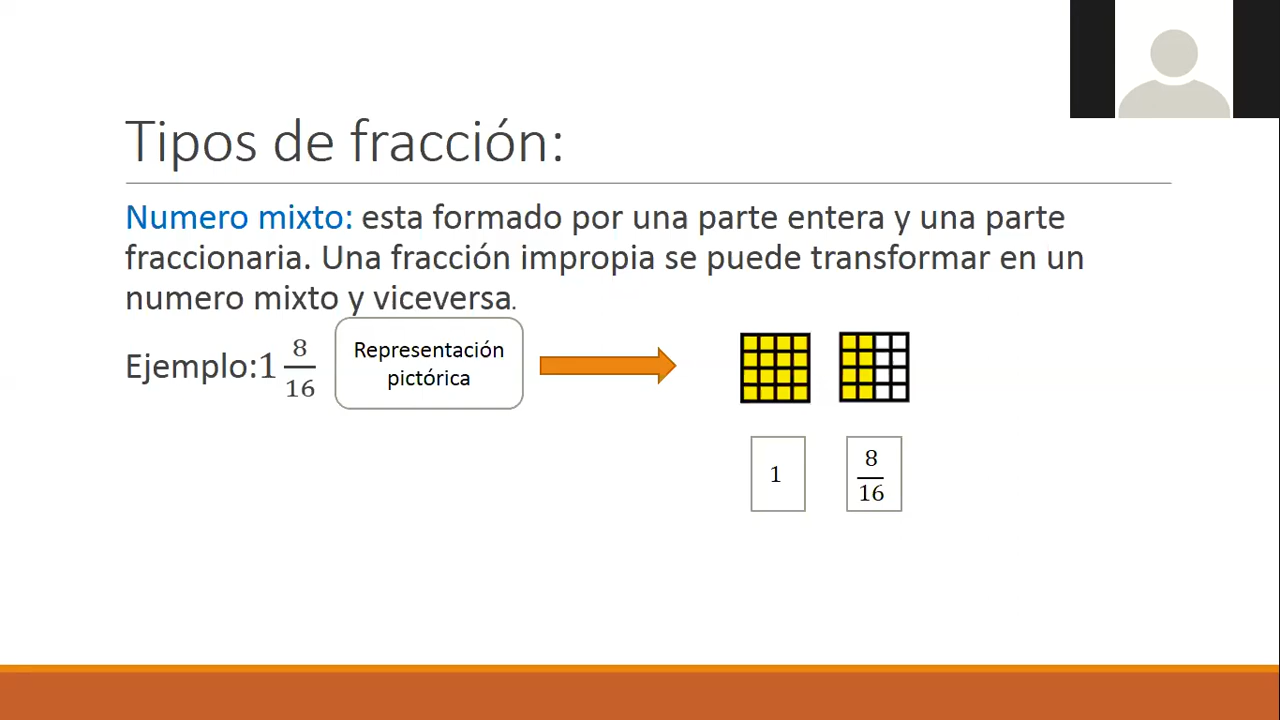 Tipos de fracción:
Numero mixto: esta formado por una parte entera y una parte
fraccionaria. Una fracción impropia se puede transformar en un
numero mixto y viceversa.
Ejemplo:1 8/16
Representación
pictórica
1
8/16